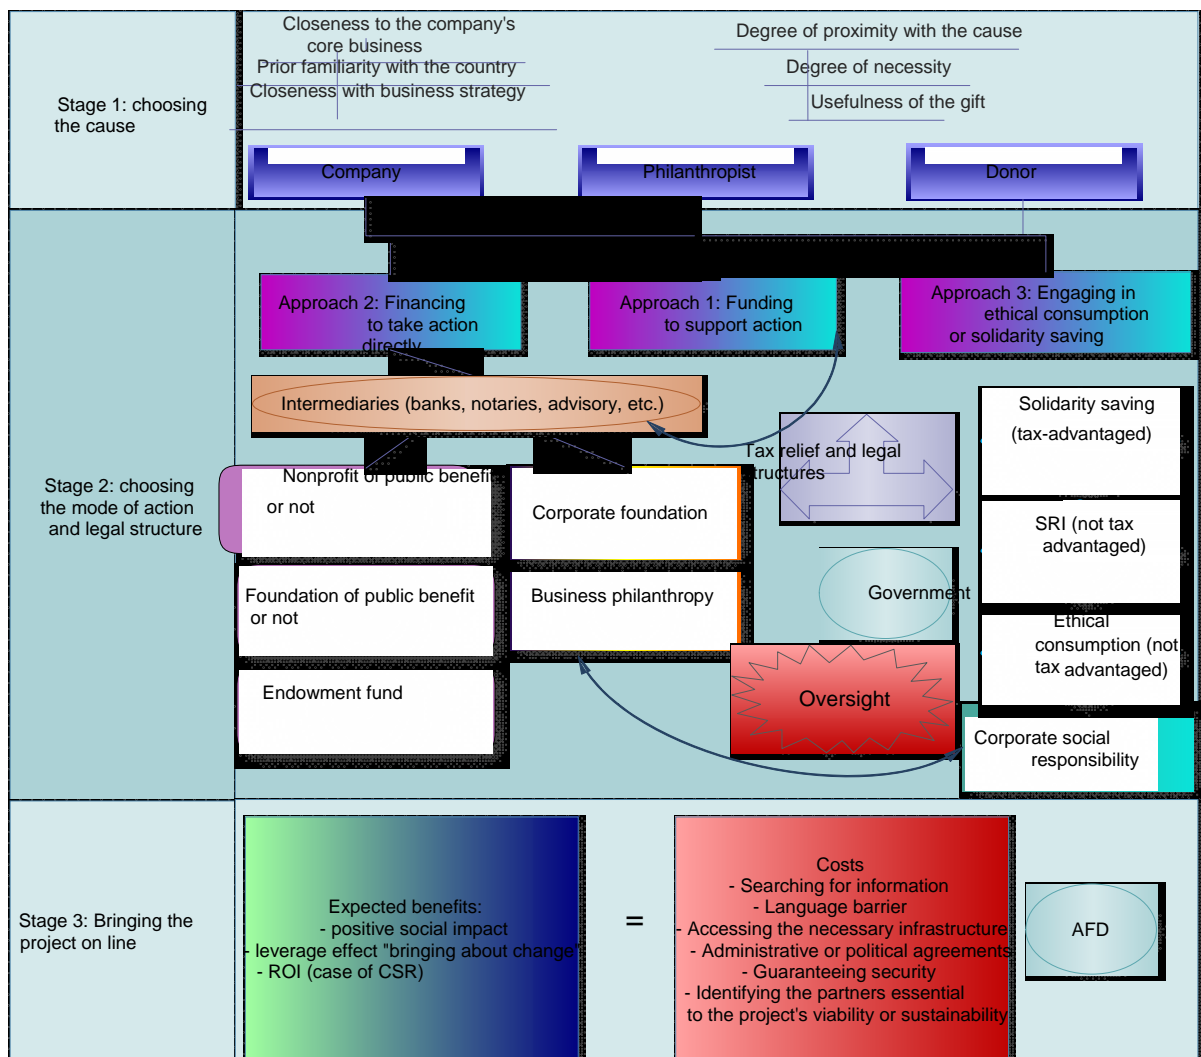 Closeness to the company's
core business
Prior familiarity with the country
Closeness with business strategy
Degree of proximity with the cause
Degree of necessity
Usefulness of the gift
Stage 1: choosing
the cause
Company
Philanthropist
Donor
Approach 2: Financing
to take action
directly
Approach 1: Funding
to support action
Approach 3: Engaging in
ethical consumption
or solidarity saving
Intermediaries (banks, notaries, advisory, etc.)
Stage 2: choosing
the mode of action
and legal structure
Nonprofit of public benefit
or not
Corporate foundation
Foundation of public benefit
or not
Business philanthropy
Endowment fund
Tax relief and legal
structures
Government
Oversight
Solidarity saving
(tax-advantaged)
SRI (not tax
advantaged)
Ethical
consumption (not
tax advantaged)
Corporate social
responsibility
Stage 3: Bringing the
project on line
Expected benefits:
- positive social impact
- leverage effect "bringing about change"
- ROI (case of CSR)
=
Costs
- Searching for information
- Language barrier
- Accessing the necessary infrastructure
- Administrative or political agreements
- Guaranteeing security
- Identifying the partners essential
to the project's viability or sustainability
AFD